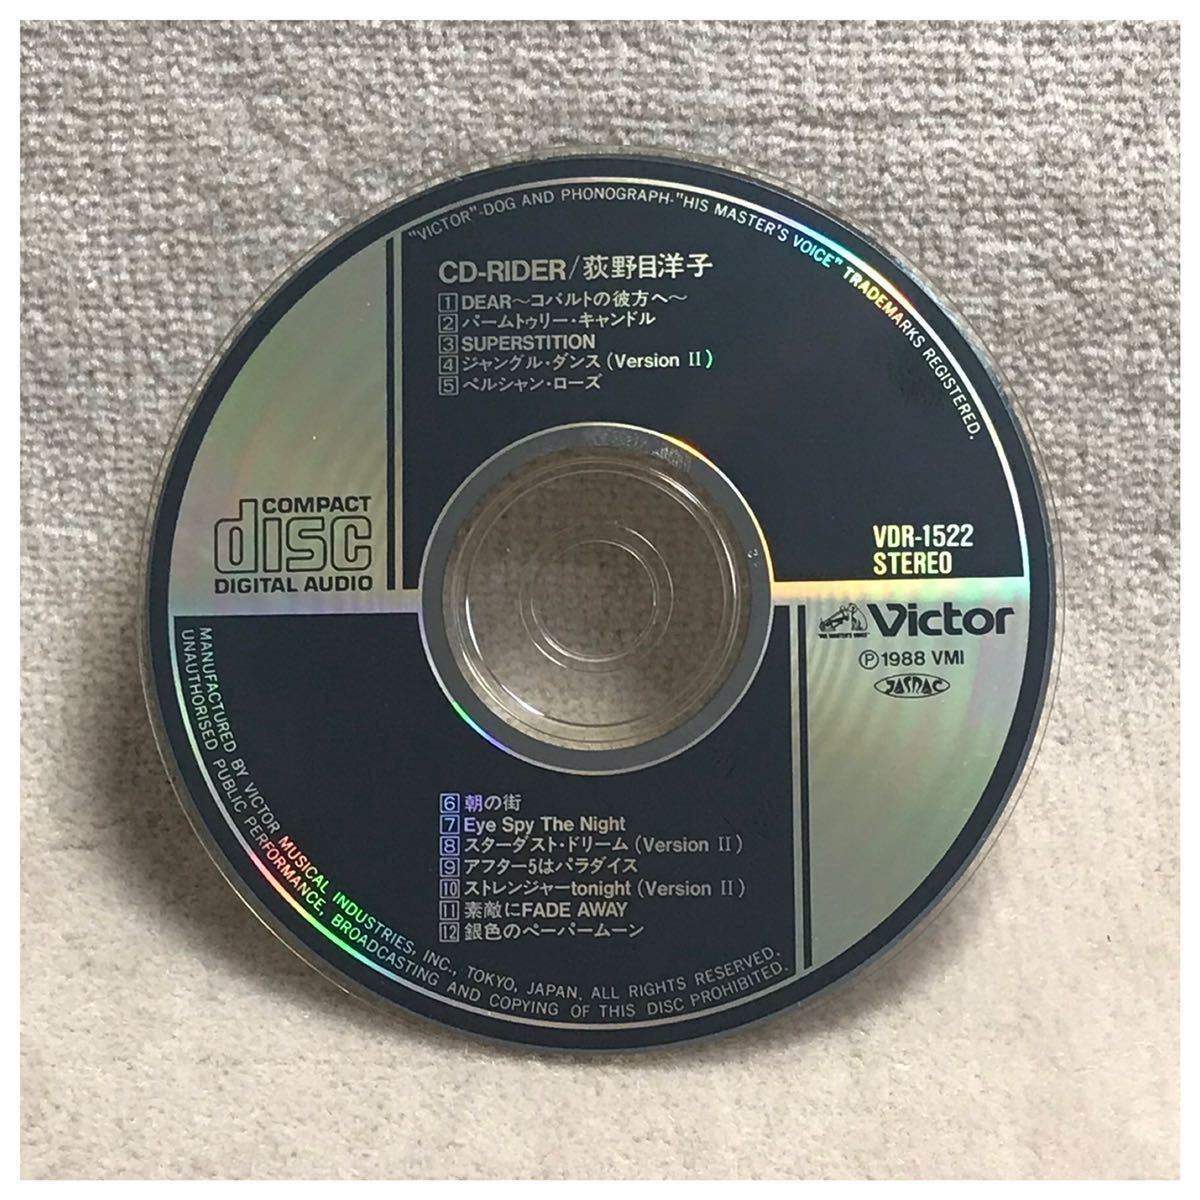 "VICTOR"-DOG AND PHONOGRAPH-"HIS MASTER'S VOICE" TRADEMARKS REGISTERED.
CD-RIDER/荻野目洋子
1 DEAR～コバルトの彼方へ～
2 パームトゥリー・キャンドル
3 SUPERSTITION
4 ジャングル・ダンス (Version II)
5 ペルシャン・ローズ
COMPACT
disc
DIGITAL AUDIO
VDR-1522
STEREO
"HIS MASTER'S VOICE"
Victor
Ⓟ1988 VMI
JASRAC
6 朝の街
7 Eye Spy The Night
8 スターダスト・ドリーム (Version II)
9 アフター5はパラダイス
10 ストレンジャーtonight (Version II)
11 素敵にFADE AWAY
12 銀色のペーパームーン
MANUFACTURED BY VICTOR MUSICAL INDUSTRIES, INC., TOKYO, JAPAN, ALL RIGHTS RESERVED.
UNAUTHORISED PUBLIC PERFORMANCE, BROADCASTING AND COPYING OF THIS DISC PROHIBITED.